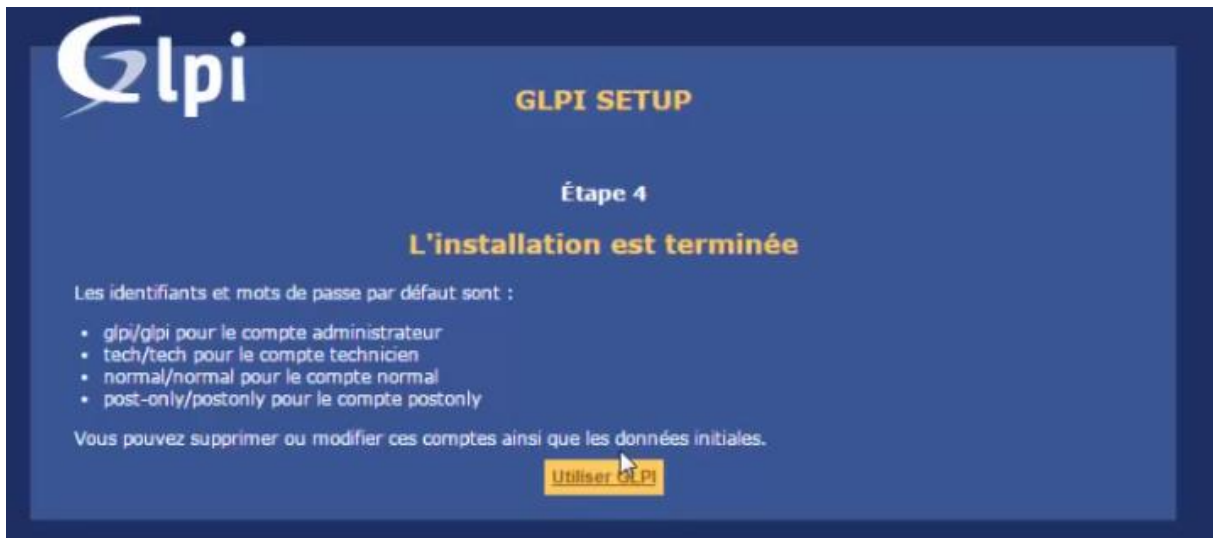 Glpi
GLPI SETUP
Étape 4
L'installation est terminée
Les identifiants et mots de passe par défaut sont :
• glpi/glpi pour le compte administrateur
• tech/tech pour le compte technicien
• normal/normal pour le compte normal
• post-only/postonly pour le compte postonly
Vous pouvez supprimer ou modifier ces comptes ainsi que les données initiales.
Utiliser GLPI